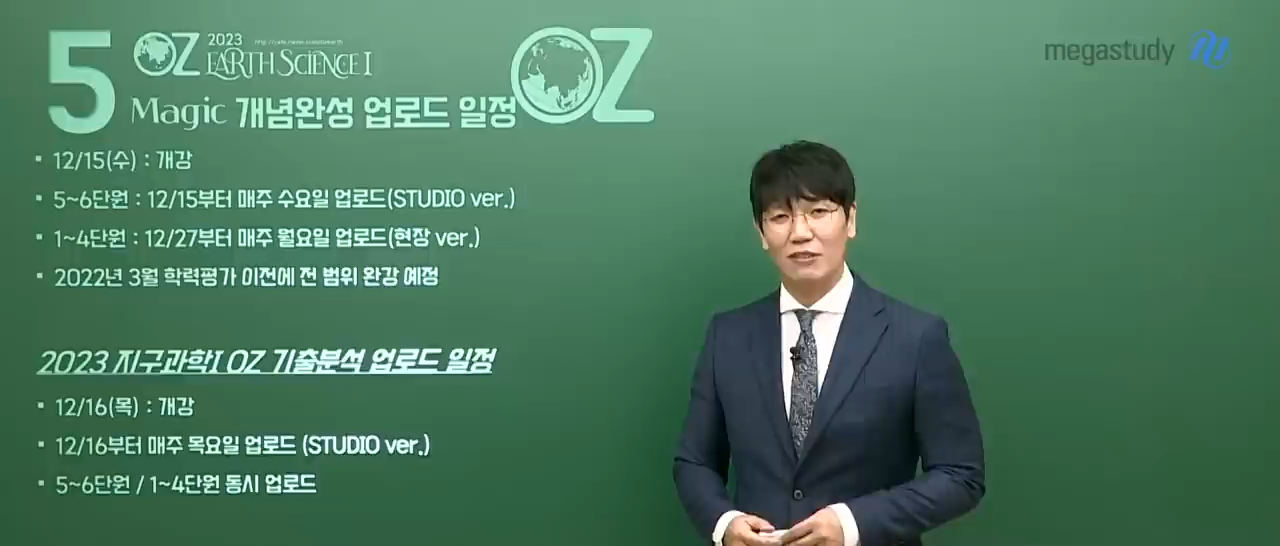 5
OZ 2023
EARTH SCIENCE I
OZ
Magic 개념완성 업로드 일정
megastudy
▪ 12/15(수) : 개강
▪ 5~6단원 : 12/15부터 매주 수요일 업로드(STUDIO ver.)
▪ 1~4단원 : 12/27부터 매주 월요일 업로드(현장 ver.)
▪ 2022년 3월 학력평가 이전에 전 범위 완강 예정
2023 지구과학I OZ 기출분석 업로드 일정
▪ 12/16(목) : 개강
▪ 12/16부터 매주 목요일 업로드 (STUDIO ver.)
▪ 5~6단원 / 1~4단원 동시 업로드